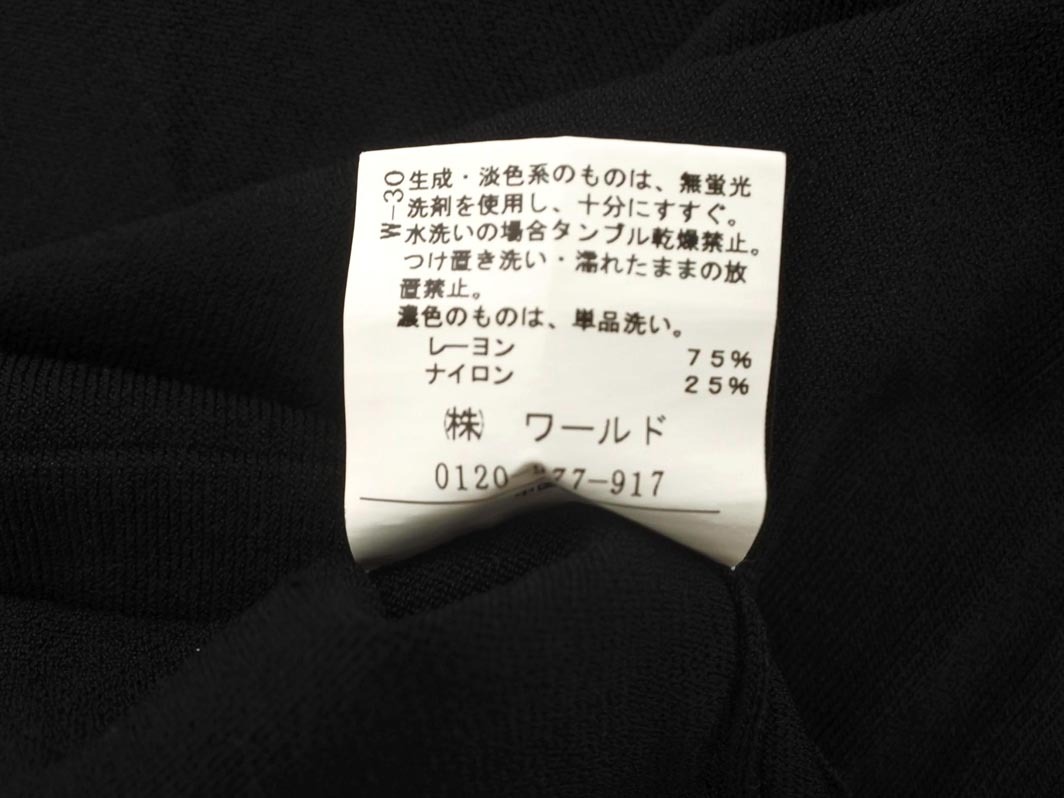 W-30
生成・淡色系のものは、無蛍光
洗剤を使用し、十分にすすぐ。
水洗いの場合タンブル乾燥禁止。
つけ置き洗い・濡れたままの放
置禁止。
濃色のものは、単品洗い。
レーヨン 75%
ナイロン 25%
㈱ ワールド
0120- 77-917